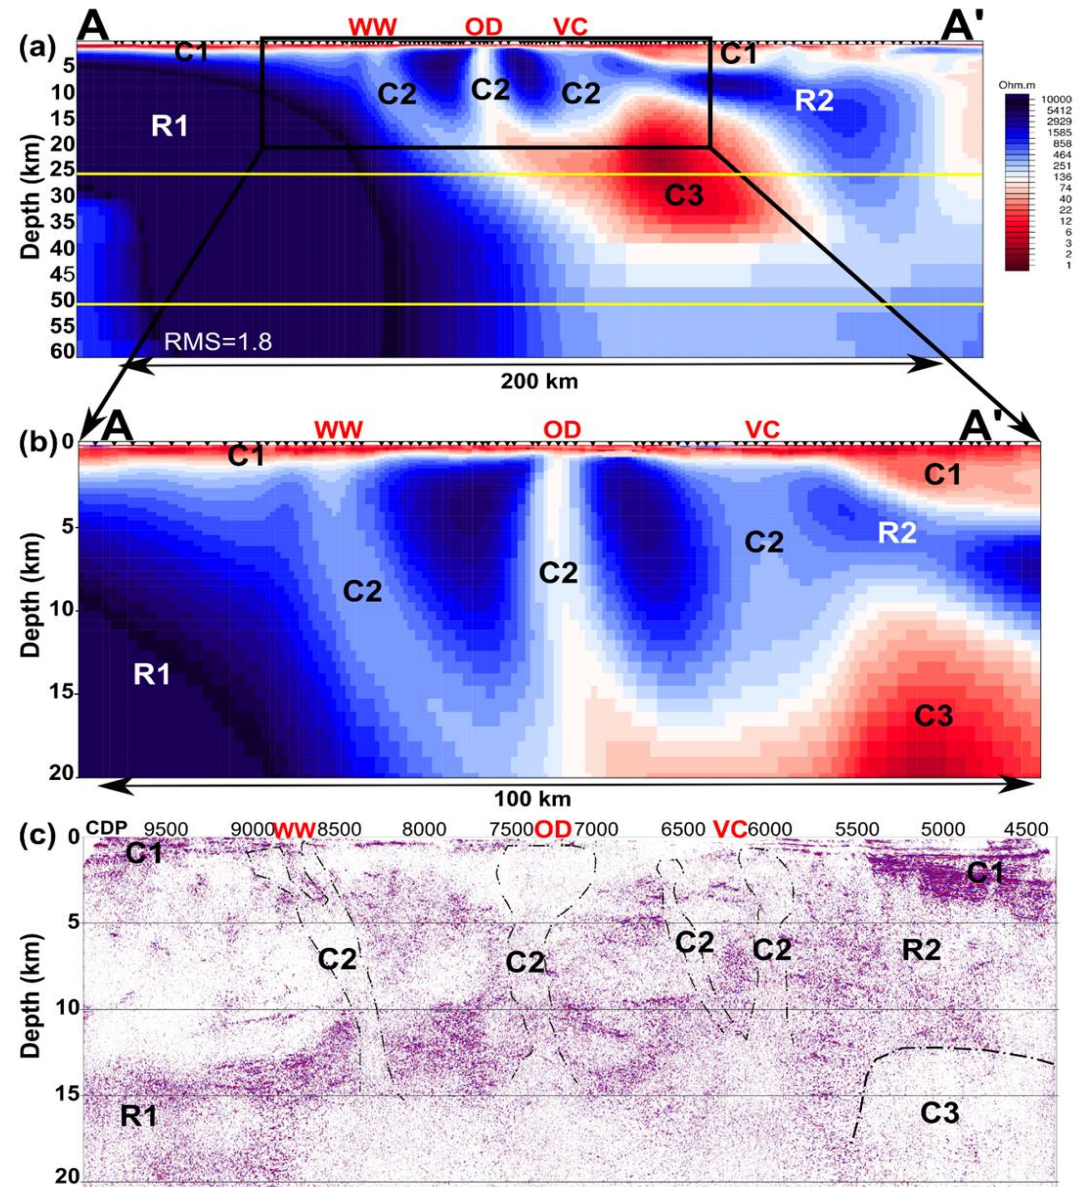 A WW OD VC A'
(a)
C1 C1
Ohm.m
5
10
15
20
25
30
35
40
45
50
55
60
Depth (km)
C2 C2 C2 R2
R1
C3
10000
5412
2929
1585
858
464
251
136
74
40
22
12
6
3
2
1
RMS=1.8
200 km
A WW OD VC A'
(b)
0
5
10
15
20
Depth (km)
C1 C1
R2
C2 C2 C2
R1
C3
100 km
(c)
CDP 9500 9000 WW 8500 8000 7500 OD 7000 6500 VC 6000 5500 5000 4500
0
5
10
15
20
Depth (km)
C1 C1
C2 C2 C2 C2 R2
R1 C3